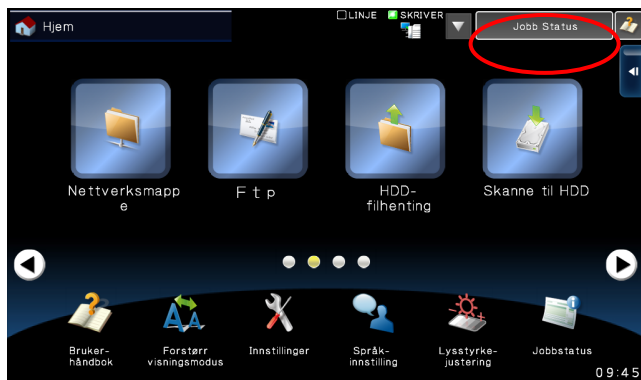 Hjem
LINJE SKRIVER
Jobb Status
Nettverksmapp
e
Ftp
HDD-
filhenting
Skanne til HDD
Bruker-
håndbok
Forstørr
visningsmodus
Innstillinger
Språk-
innstilling
Lysstyrke-
justering
Jobbstatus
09:45